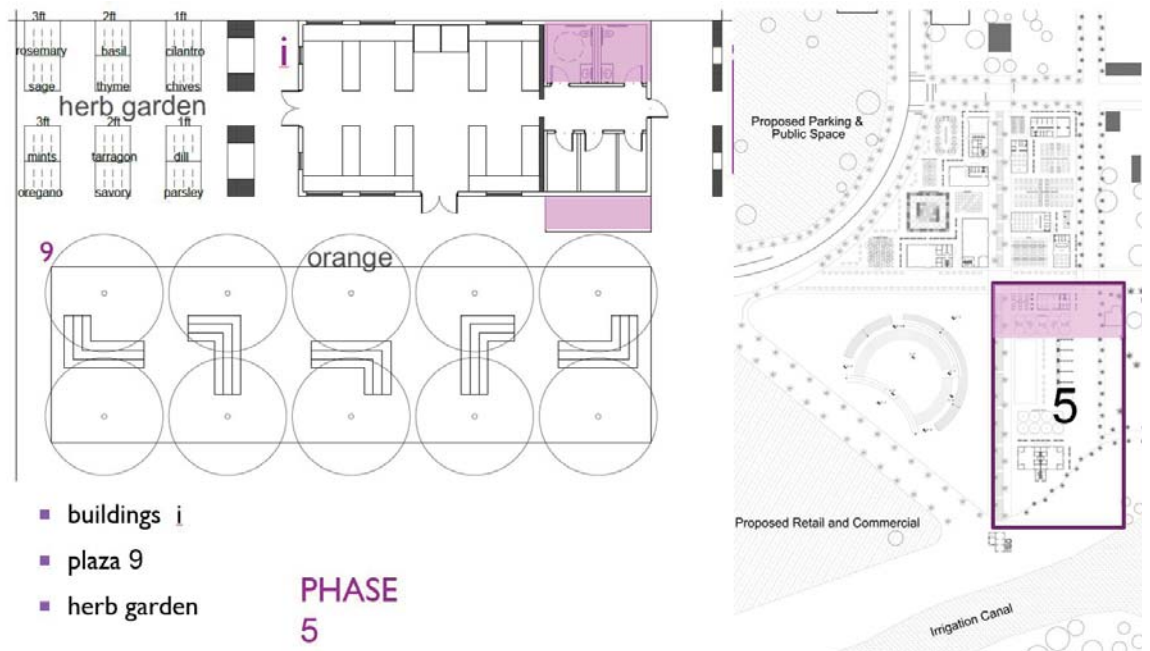 3ft 2ft 1ft
rosemary basil cilantro
sage thyme chives
herb garden
3ft 2ft 1ft
mints tarragon dill
oregano savory parsley
i
9
orange
buildings i
plaza 9
herb garden
PHASE
5
Proposed Parking &
Public Space
5
Proposed Retail and Commercial
Irrigation Canal